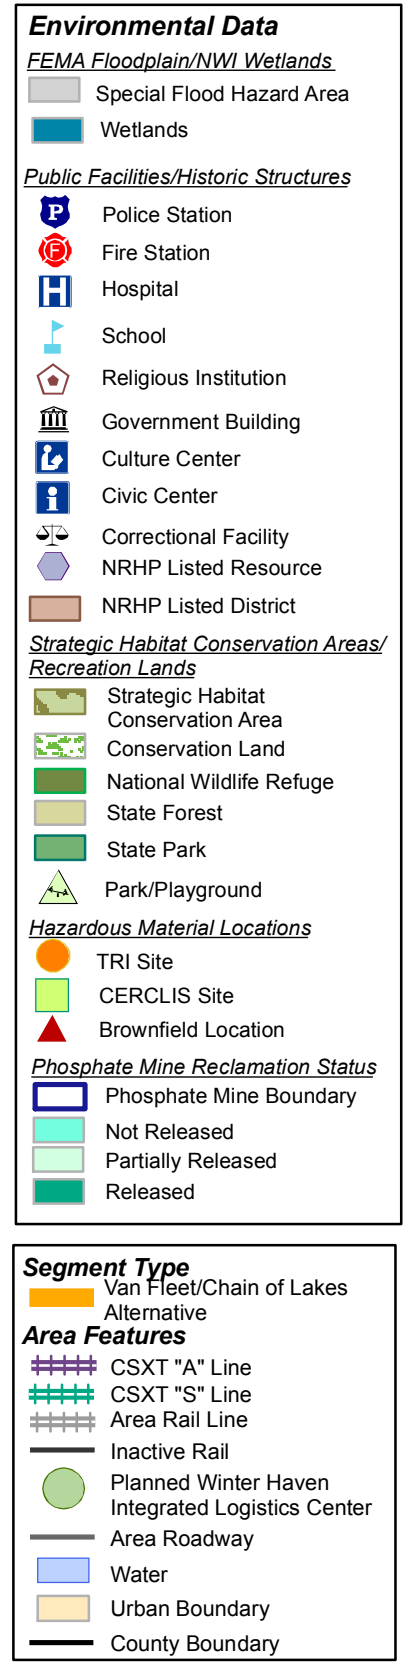 Environmental Data
FEMA Floodplain/NWI Wetlands
Special Flood Hazard Area
Wetlands
Public Facilities/Historic Structures
P
Police Station
F
Fire Station
H
Hospital
School
Religious Institution
Government Building
Culture Center
i
Civic Center
Correctional Facility
NRHP Listed Resource
NRHP Listed District
Strategic Habitat Conservation Areas/
Recreation Lands
Strategic Habitat
Conservation Area
Conservation Land
National Wildlife Refuge
State Forest
State Park
Park/Playground
Hazardous Material Locations
TRI Site
CERCLIS Site
Brownfield Location
Phosphate Mine Reclamation Status
Phosphate Mine Boundary
Not Released
Partially Released
Released
Segment Type
Van Fleet/Chain of Lakes
Alternative
Area Features
CSXT "A" Line
CSXT "S" Line
Area Rail Line
Inactive Rail
Planned Winter Haven
Integrated Logistics Center
Area Roadway
Water
Urban Boundary
County Boundary